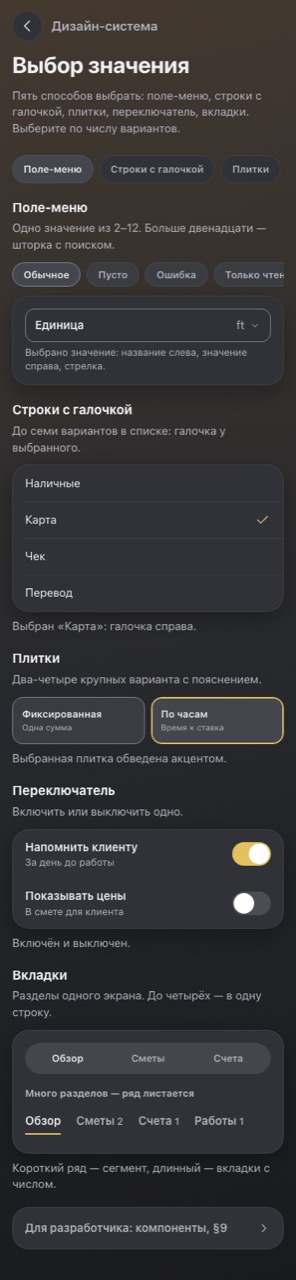 Дизайн-система
Выбор значения
Пять способов выбрать: поле-меню, строки с
галочкой, плитки, переключатель, вкладки.
Выберите по числу вариантов.
Поле-меню Строки с галочкой Плитки
Поле-меню
Одно значение из 2–12. Больше двенадцати —
шторка с поиском.
Обычное Пусто Ошибка Только чтен
Единица ft
Выбрано значение: название слева, значение
справа, стрелка.
Строки с галочкой
До семи вариантов в списке: галочка у
выбранного.
Наличные
Карта
Чек
Перевод
Выбран «Карта»: галочка справа.
Плитки
Два-четыре крупных варианта с пояснением.
Фиксированная По часам
Одна сумма Время × ставка
Выбранная плитка обведена акцентом.
Переключатель
Включить или выключить одно.
Напомнить клиенту
За день до работы
Показывать цены
В смете для клиента
Включён и выключен.
Вкладки
Разделы одного экрана. До четырёх — в одну
строку.
Обзор Сметы Счета
Много разделов — ряд листается
Обзор Сметы 2 Счета 1 Работы 1
Короткий ряд — сегмент, длинный — вкладки с
числом.
Для разработчика: компоненты, §9